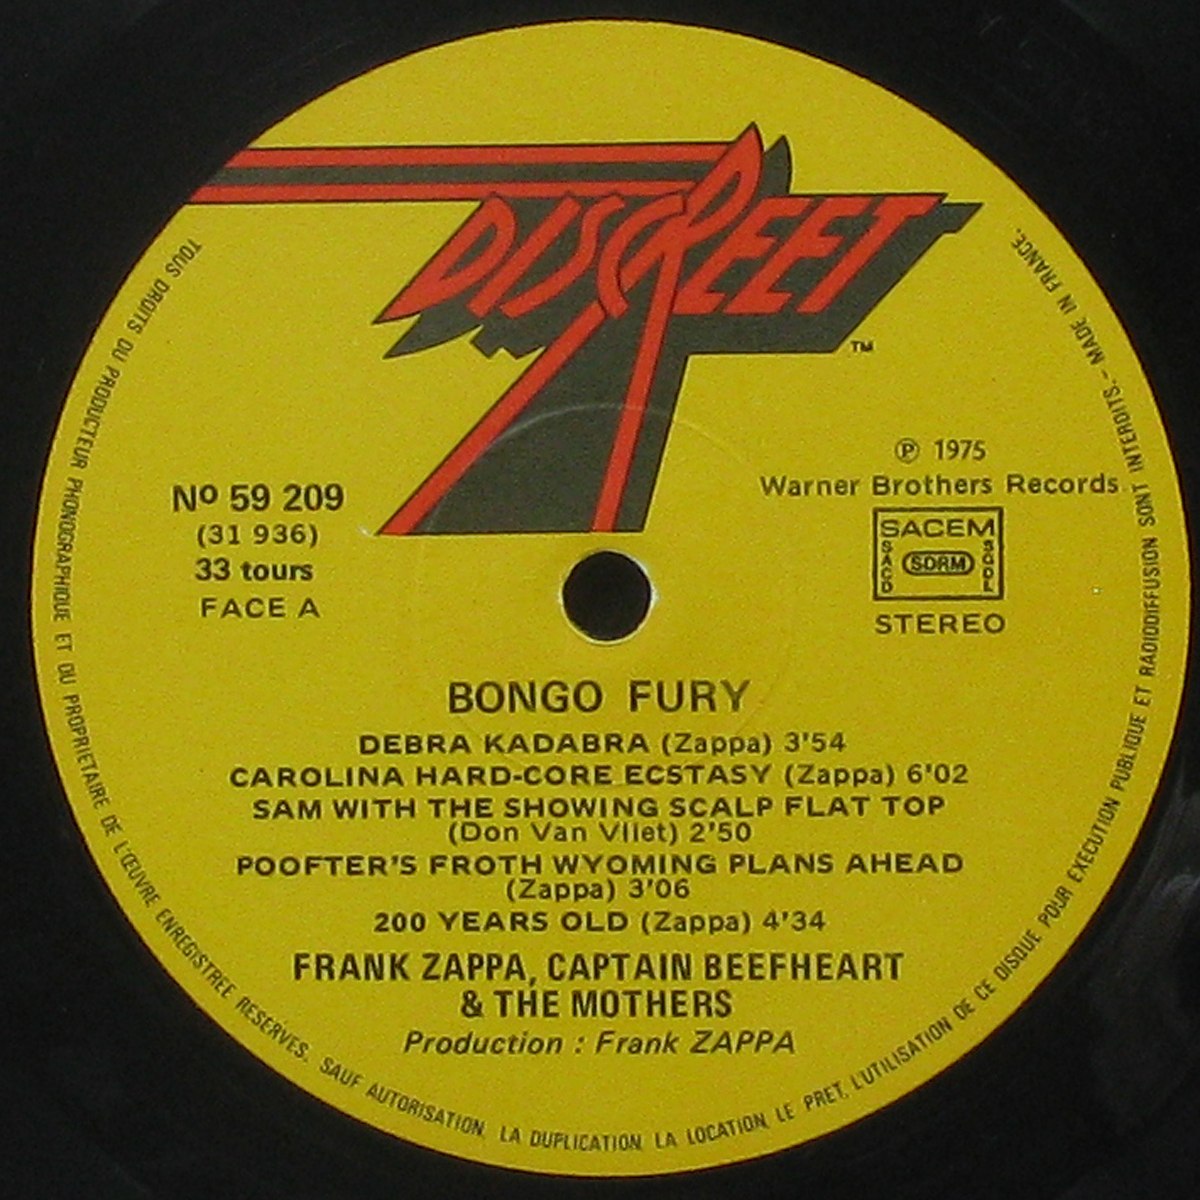 DISCREET
TM
Nº 59 209
(31 936)
33 tours
FACE A
℗ 1975
Warner Brothers Records
SACEM
SACD
SDRM
SGDL
STEREO
BONGO FURY
DEBRA KADABRA (Zappa) 3'54
CAROLINA HARD-CORE ECSTASY (Zappa) 6'02
SAM WITH THE SHOWING SCALP FLAT TOP
(Don Van Vliet) 2'50
POOFTER'S FROTH WYOMING PLANS AHEAD
(Zappa) 3'06
200 YEARS OLD (Zappa) 4'34
FRANK ZAPPA, CAPTAIN BEEFHEART
& THE MOTHERS
Production : Frank ZAPPA
TOUS DROITS DU PRODUCTEUR PHONOGRAPHIQUE ET DU PROPRIETAIRE DE L'ŒUVRE ENREGISTREE RESERVES. SAUF AUTORISATION, LA DUPLICATION, LA LOCATION, LE PRET, L'UTILISATION DE CE DISQUE POUR EXECUTION PUBLIQUE ET RADIODIFFUSION SONT INTERDITS. - MADE IN FRANCE.